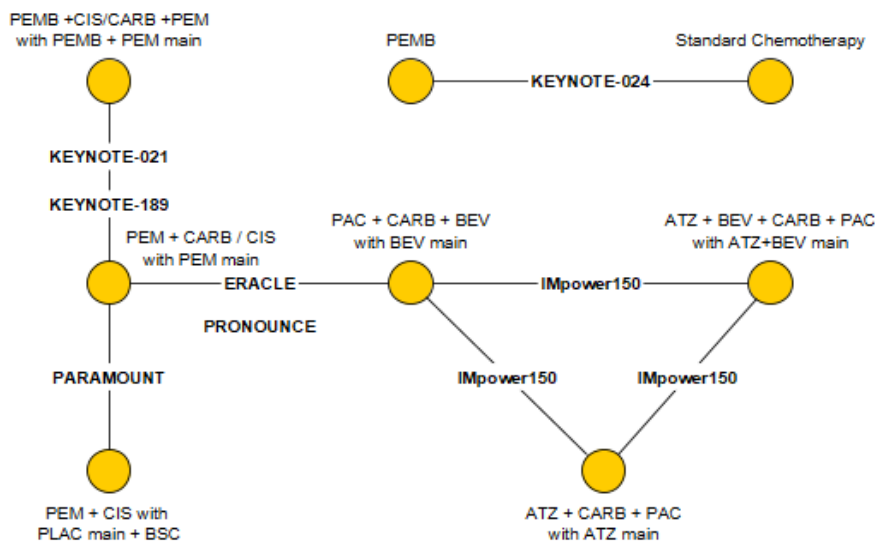 PEMB +CIS/CARB +PEM
with PEMB + PEM main
PEMB
Standard Chemotherapy
KEYNOTE-024
KEYNOTE-021
KEYNOTE-189
PEM + CARB / CIS
with PEM main
PAC + CARB + BEV
with BEV main
ATZ + BEV + CARB + PAC
with ATZ+BEV main
ERACLE
IMpower150
PRONOUNCE
PARAMOUNT
IMpower150
IMpower150
PEM + CIS with
PLAC main + BSC
ATZ + CARB + PAC
with ATZ main